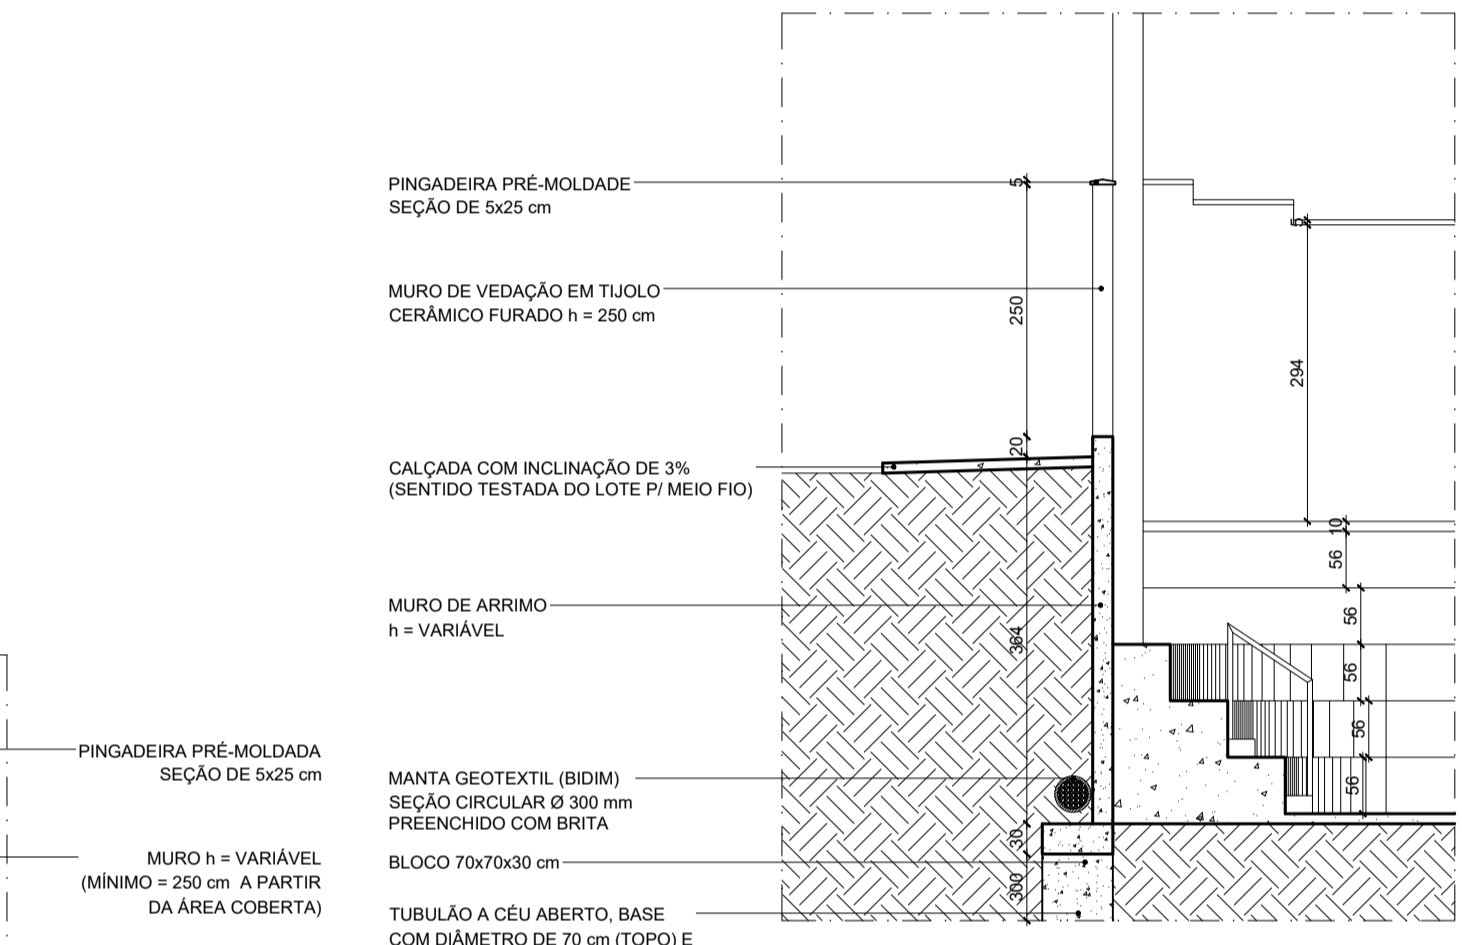 PINGADEIRA PRÉ-MOLDADE
SEÇÃO DE 5x25 cm
MURO DE VEDAÇÃO EM TIJOLO
CERÂMICO FURADO h = 250 cm
CALÇADA COM INCLINAÇÃO DE 3%
(SENTIDO TESTADA DO LOTE P/ MEIO FIO)
MURO DE ARRIMO
h = VARIÁVEL
PINGADEIRA PRÉ-MOLDADA
SEÇÃO DE 5x25 cm
MURO h = VARIÁVEL
(MÍNIMO = 250 cm A PARTIR
DA ÁREA COBERTA)
MANTA GEOTEXTIL (BIDIM)
SEÇÃO CIRCULAR Ø 300 mm
PREENCHIDO COM BRITA
BLOCO 70x70x30 cm
TUBULÃO A CÉU ABERTO, BASE
COM DIÂMETRO DE 70 cm (TOPO) E
5
250
20
364
30
300
5
294
10
56
56
56
56
56